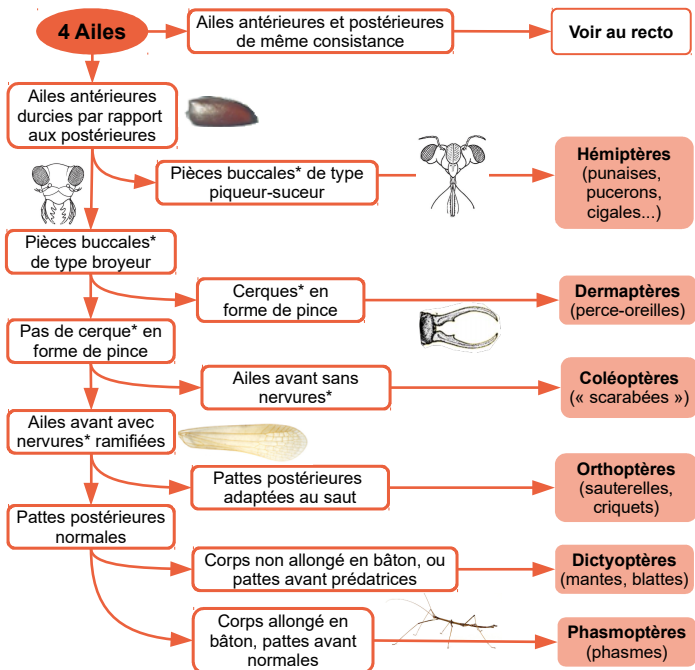 4 Ailes
Ailes antérieures et postérieures
de même consistance
Voir au recto
Ailes antérieures
durcies par rapport
aux postérieures
Pièces buccales* de type
piqueur-suceur
Hémiptères
(punaises,
pucerons,
cigales...)
Pièces buccales*
de type broyeur
Cerques* en
forme de pince
Dermaptères
(perce-oreilles)
Pas de cerque* en
forme de pince
Ailes avant sans
nervures*
Coléoptères
(« scarabées »)
Ailes avant avec
nervures* ramifiées
Pattes postérieures
adaptées au saut
Orthoptères
(sauterelles,
criquets)
Pattes postérieures
normales
Corps non allongé en bâton, ou
pattes avant prédatrices
Dictyoptères
(mantes, blattes)
Corps allongé en
bâton, pattes avant
normales
Phasmoptères
(phasmes)